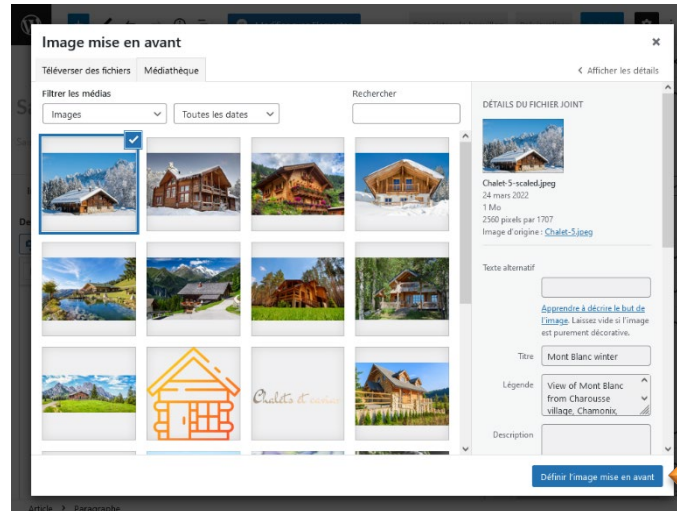 Image mise en avant
Téléverser des fichiers
Médiathèque
Afficher les détails
Filtrer les médias
Rechercher
Images
Toutes les dates
DÉTAILS DU FICHIER JOINT
Chalet-5-scaled.jpeg
24 mars 2022
1 Mo
2560 pixels par 1707
Image d'origine : Chalet-5.jpeg
Texte alternatif
Apprendre à décrire le but de
l'image. Laissez vide si l'image
est purement décorative.
Titre
Mont Blanc winter
Légende
View of Mont Blanc
from Charousse
village, Chamonix,
Description
Chalets et
Définir l'image mise en avant
Article > Paragraphe